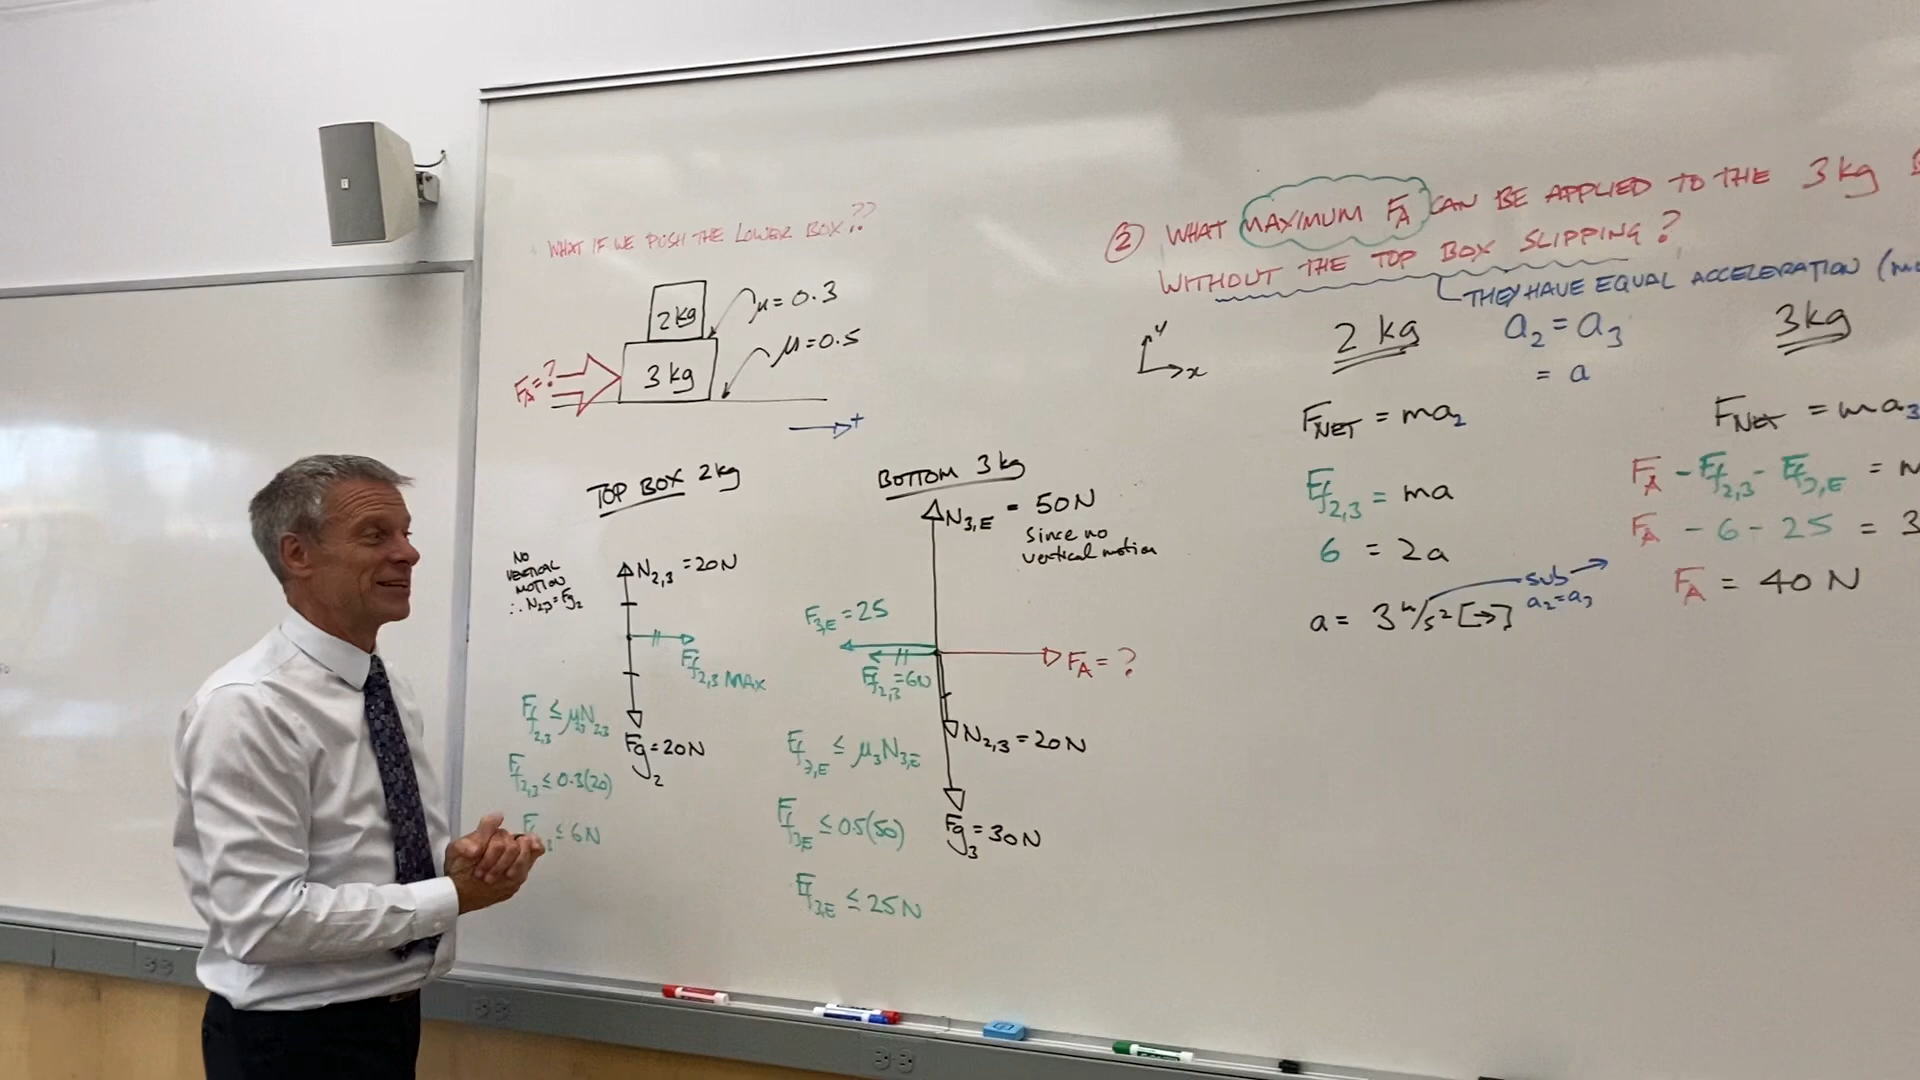 WHAT IF WE PUSH THE LOWER BOX??
2kg
μ = 0.3
μ = 0.5
3kg
FA = ?
+
TOP BOX 2kg
NO
VERTICAL
MOTION
∴ N2,3 = Fg2
N2,3 = 20N
Ff2,3 MAX
Fg2 = 20N
Ff2,3 ≤ μ23N23
Ff2,3 ≤ 0.3(20)
≤ 6N
BOTTOM 3kg
N3,E = 50N
Since no
vertical motion
F3,E = 25
Ff2,3 = 6N
FA = ?
N2,3 = 20N
Fg3 = 30N
Ff3,E ≤ μ3N3,E
Ff3E ≤ 0.5(50)
Ff3,E ≤ 25N
② WHAT MAXIMUM FA CAN BE APPLIED TO THE 3kg
WITHOUT THE TOP BOX SLIPPING?
THEY HAVE EQUAL ACCELERATION
y
x
2 kg
a2 = a3
= a
FNET = ma2
Ff2,3 = ma
6 = 2a
a = 3 m/s² [→]
sub
a2 = a3
3kg
FNET = ma3
FA - Ff2,3 - Ff3,E =
FA - 6 - 25 = 3
FA = 40 N